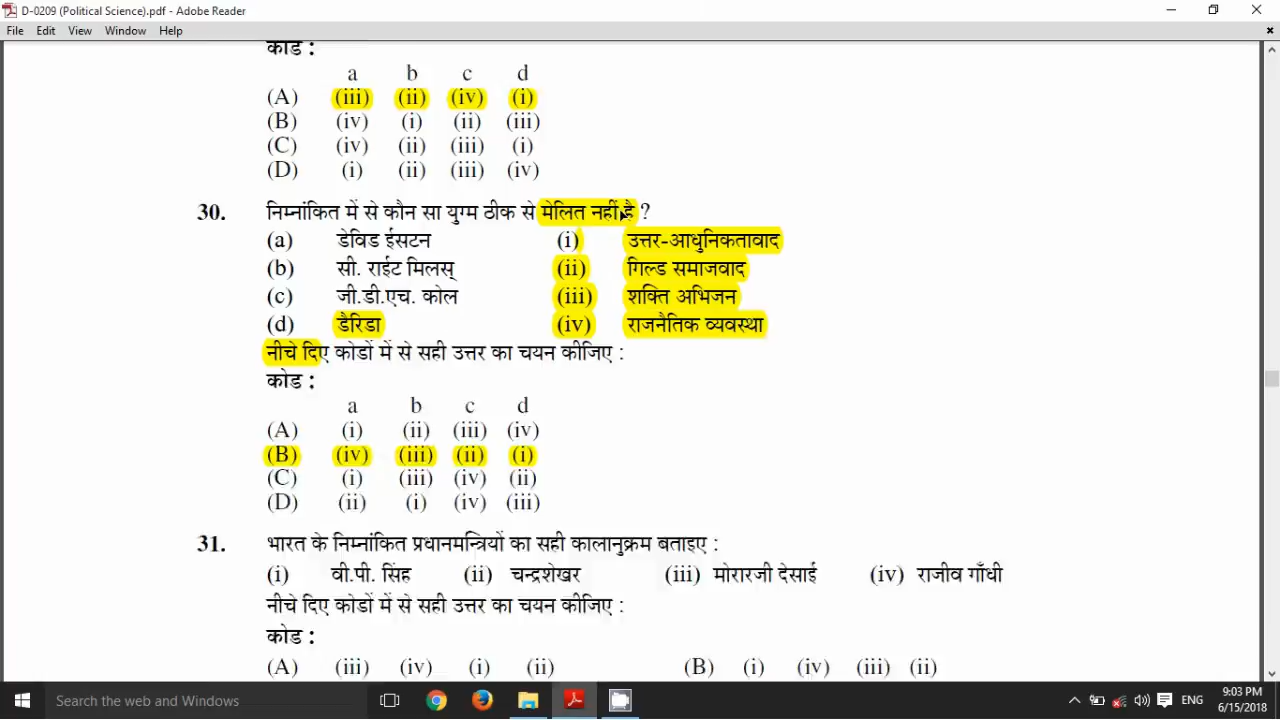 D-0209 (Political Science).pdf - Adobe Reader
File Edit View Window Help
कोड :
a b c d
(A) (iii) (ii) (iv) (i)
(B) (iv) (i) (ii) (iii)
(C) (iv) (ii) (iii) (i)
(D) (i) (ii) (iii) (iv)
30. निम्नांकित में से कौन सा युग्म ठीक से मेलित नहीं है ?
(a) डेविड ईसटन (i) उत्तर-आधुनिकतावाद
(b) सी. राईट मिलस् (ii) गिल्ड समाजवाद
(c) जी.डी.एच. कोल (iii) शक्ति अभिजन
(d) डैरिडा (iv) राजनैतिक व्यवस्था
नीचे दिए कोडों में से सही उत्तर का चयन कीजिए :
कोड :
a b c d
(A) (i) (ii) (iii) (iv)
(B) (iv) (iii) (ii) (i)
(C) (i) (iii) (iv) (ii)
(D) (ii) (i) (iv) (iii)
31. भारत के निम्नांकित प्रधानमन्त्रियों का सही कालानुक्रम बताइए :
(i) वी.पी. सिंह (ii) चन्द्रशेखर (iii) मोरारजी देसाई (iv) राजीव गाँधी
नीचे दिए कोडों में से सही उत्तर का चयन कीजिए :
कोड :
(A) (iii) (iv) (i) (ii) (B) (i) (iv) (iii) (ii)
Search the web and Windows
ENG
9:03 PM
6/15/2018